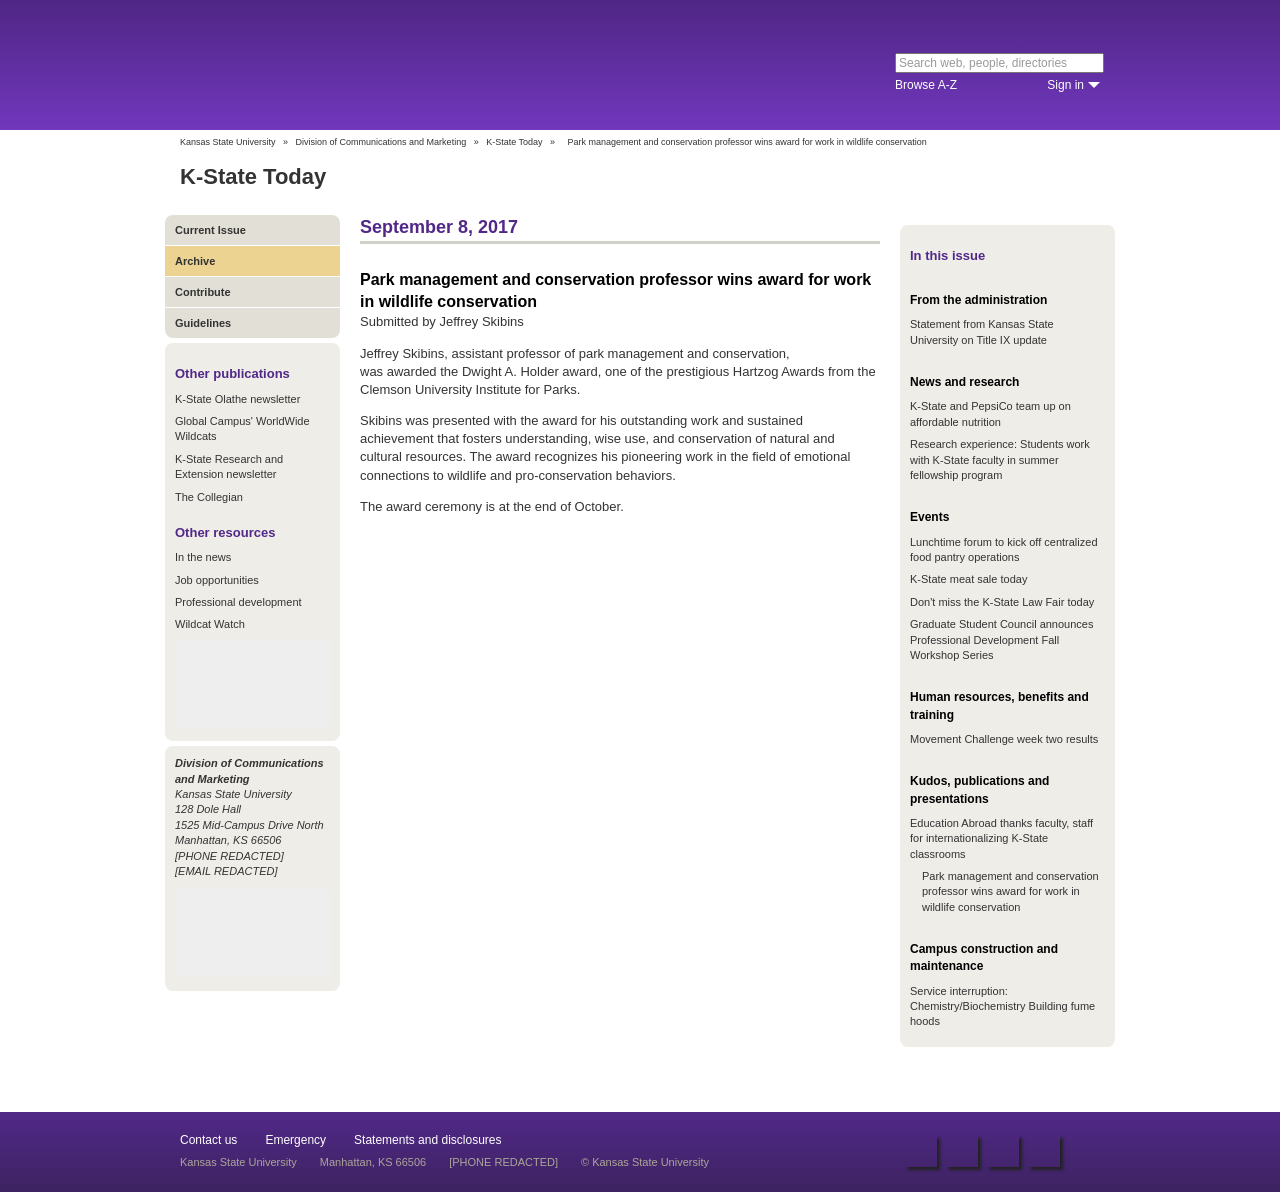 Search web, people, directories
Browse A-Z
Sign in
Kansas State University » Division of Communications and Marketing » K-State Today » Park management and conservation professor wins award for work in wildlife conservation
K-State Today
Current Issue
Archive
Contribute
Guidelines
Other publications
K-State Olathe newsletter
Global Campus' WorldWide
Wildcats
K-State Research and
Extension newsletter
The Collegian
Other resources
In the news
Job opportunities
Professional development
Wildcat Watch
Division of Communications
and Marketing
Kansas State University
128 Dole Hall
1525 Mid-Campus Drive North
Manhattan, KS 66506
[PHONE REDACTED]
[EMAIL REDACTED]
September 8, 2017
Park management and conservation professor wins award for work
in wildlife conservation
Submitted by Jeffrey Skibins
Jeffrey Skibins, assistant professor of park management and conservation,
was awarded the Dwight A. Holder award, one of the prestigious Hartzog Awards from the
Clemson University Institute for Parks.
Skibins was presented with the award for his outstanding work and sustained
achievement that fosters understanding, wise use, and conservation of natural and
cultural resources. The award recognizes his pioneering work in the field of emotional
connections to wildlife and pro-conservation behaviors.
The award ceremony is at the end of October.
In this issue
From the administration
Statement from Kansas State
University on Title IX update
News and research
K-State and PepsiCo team up on
affordable nutrition
Research experience: Students work
with K-State faculty in summer
fellowship program
Events
Lunchtime forum to kick off centralized
food pantry operations
K-State meat sale today
Don't miss the K-State Law Fair today
Graduate Student Council announces
Professional Development Fall
Workshop Series
Human resources, benefits and
training
Movement Challenge week two results
Kudos, publications and
presentations
Education Abroad thanks faculty, staff
for internationalizing K-State
classrooms
Park management and conservation
professor wins award for work in
wildlife conservation
Campus construction and
maintenance
Service interruption:
Chemistry/Biochemistry Building fume
hoods
Contact us Emergency Statements and disclosures
Kansas State University Manhattan, KS 66506 [PHONE REDACTED] © Kansas State University